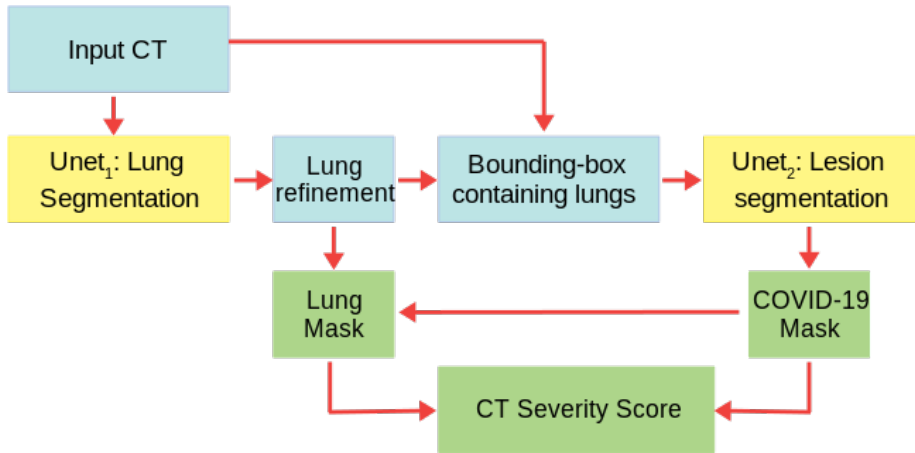 Input CT
Unet₁: Lung
Segmentation
Lung
refinement
Bounding-box
containing lungs
Unet₂: Lesion
segmentation
Lung
Mask
COVID-19
Mask
CT Severity Score